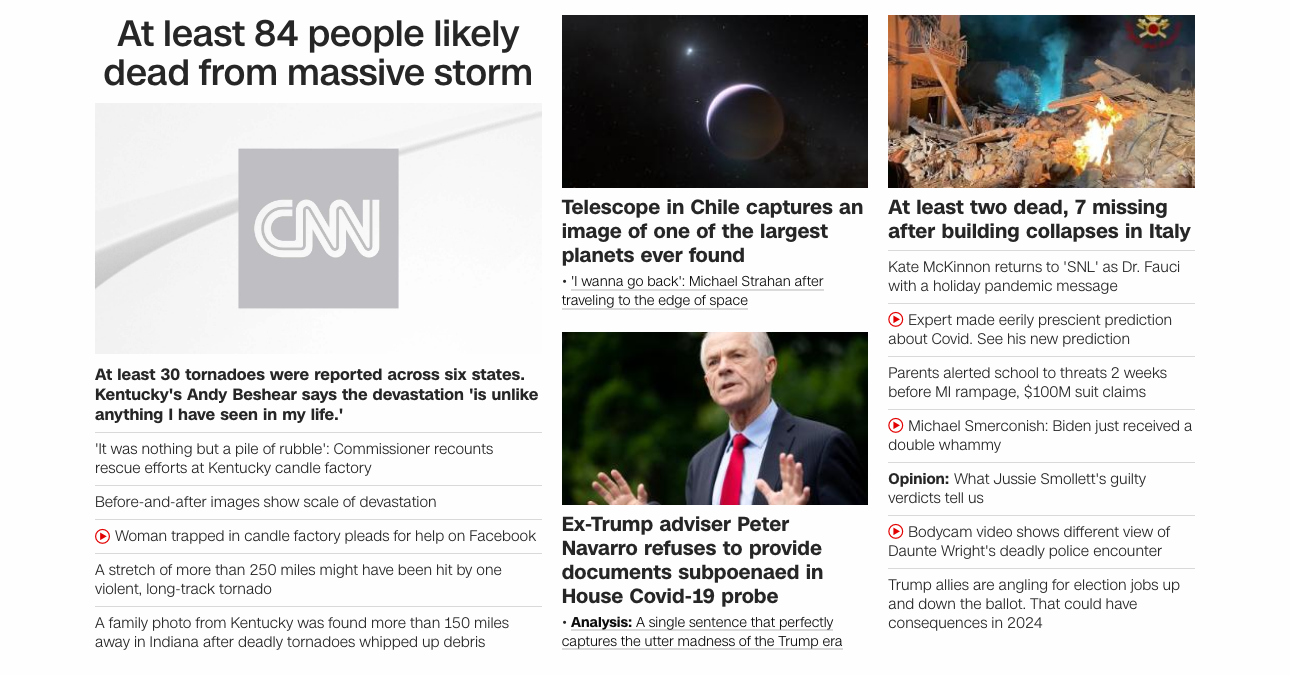 At least 84 people likely
dead from massive storm
CNN
At least 30 tornadoes were reported across six states.
Kentucky's Andy Beshear says the devastation 'is unlike
anything I have seen in my life.'
'It was nothing but a pile of rubble': Commissioner recounts
rescue efforts at Kentucky candle factory
Before-and-after images show scale of devastation
Woman trapped in candle factory pleads for help on Facebook
A stretch of more than 250 miles might have been hit by one
violent, long-track tornado
A family photo from Kentucky was found more than 150 miles
away in Indiana after deadly tornadoes whipped up debris
Telescope in Chile captures an
image of one of the largest
planets ever found
• 'I wanna go back': Michael Strahan after
traveling to the edge of space
Ex-Trump adviser Peter
Navarro refuses to provide
documents subpoenaed in
House Covid-19 probe
• Analysis: A single sentence that perfectly
captures the utter madness of the Trump era
At least two dead, 7 missing
after building collapses in Italy
Kate McKinnon returns to 'SNL' as Dr. Fauci
with a holiday pandemic message
Expert made eerily prescient prediction
about Covid. See his new prediction
Parents alerted school to threats 2 weeks
before MI rampage, $100M suit claims
Michael Smerconish: Biden just received a
double whammy
Opinion: What Jussie Smollett's guilty
verdicts tell us
Bodycam video shows different view of
Daunte Wright's deadly police encounter
Trump allies are angling for election jobs up
and down the ballot. That could have
consequences in 2024